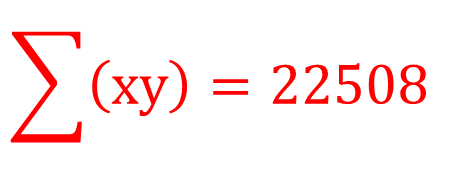 ∑(xy) = 22508